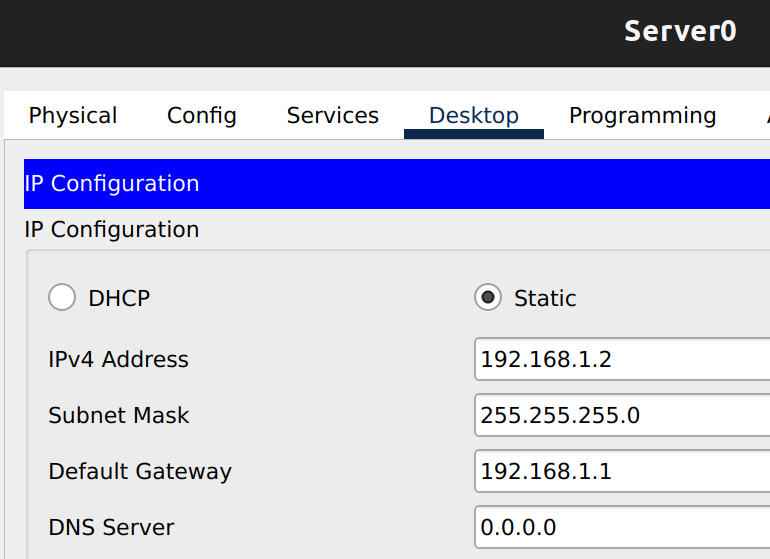 Server0
Physical Config Services Desktop Programming
IP Configuration
IP Configuration
DHCP Static
IPv4 Address 192.168.1.2
Subnet Mask 255.255.255.0
Default Gateway 192.168.1.1
DNS Server 0.0.0.0